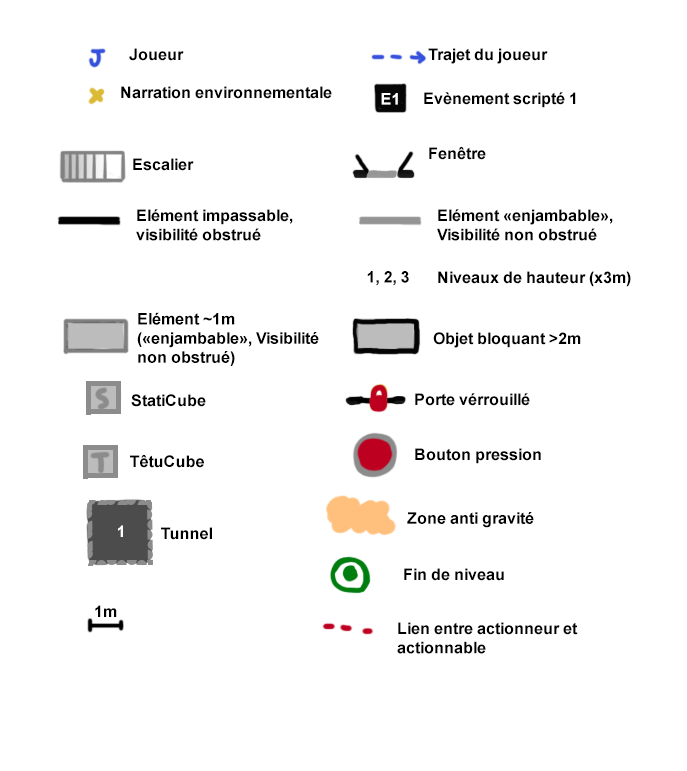 J Joueur
Trajet du joueur
Narration environnementale
E1 Evènement scripté 1
Escalier
Fenêtre
Elément impassable,
visibilité obstrué
Elément «enjambable»,
Visibilité non obstrué
1, 2, 3 Niveaux de hauteur (x3m)
Elément ~1m
(«enjambable», Visibilité
non obstrué)
Objet bloquant >2m
S StatiCube
Porte vérrouillé
T TêtuCube
Bouton pression
1 Tunnel
Zone anti gravité
Fin de niveau
1m
Lien entre actionneur et
actionnable